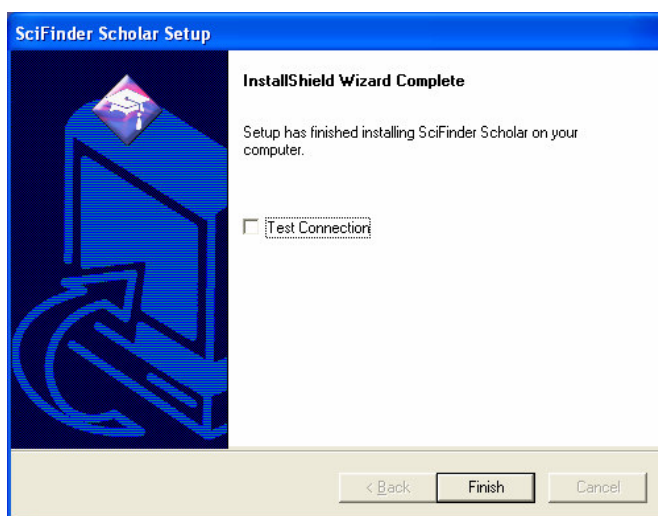 SciFinder Scholar Setup
InstallShield Wizard Complete
Setup has finished installing SciFinder Scholar on your
computer.
Test Connection
< Back
Finish
Cancel